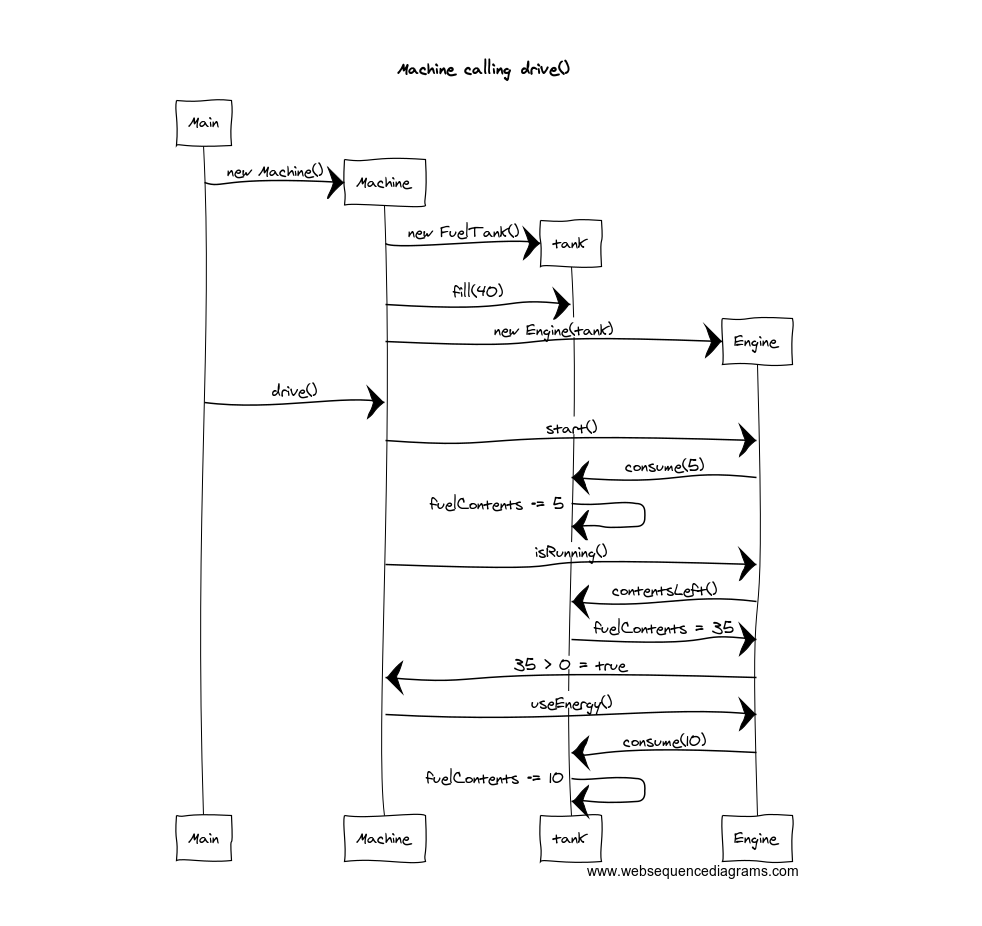 Machine calling drive()
Main
new Machine()
Machine
new FuelTank()
tank
fill(40)
new Engine(tank)
Engine
drive()
start()
consume(5)
fuelContents -= 5
isRunning()
contentsLeft()
fuelContents = 35
35 > 0 = true
useEnergy()
consume(10)
fuelContents -= 10
Main
Machine
tank
Engine
www.websequencediagrams.com